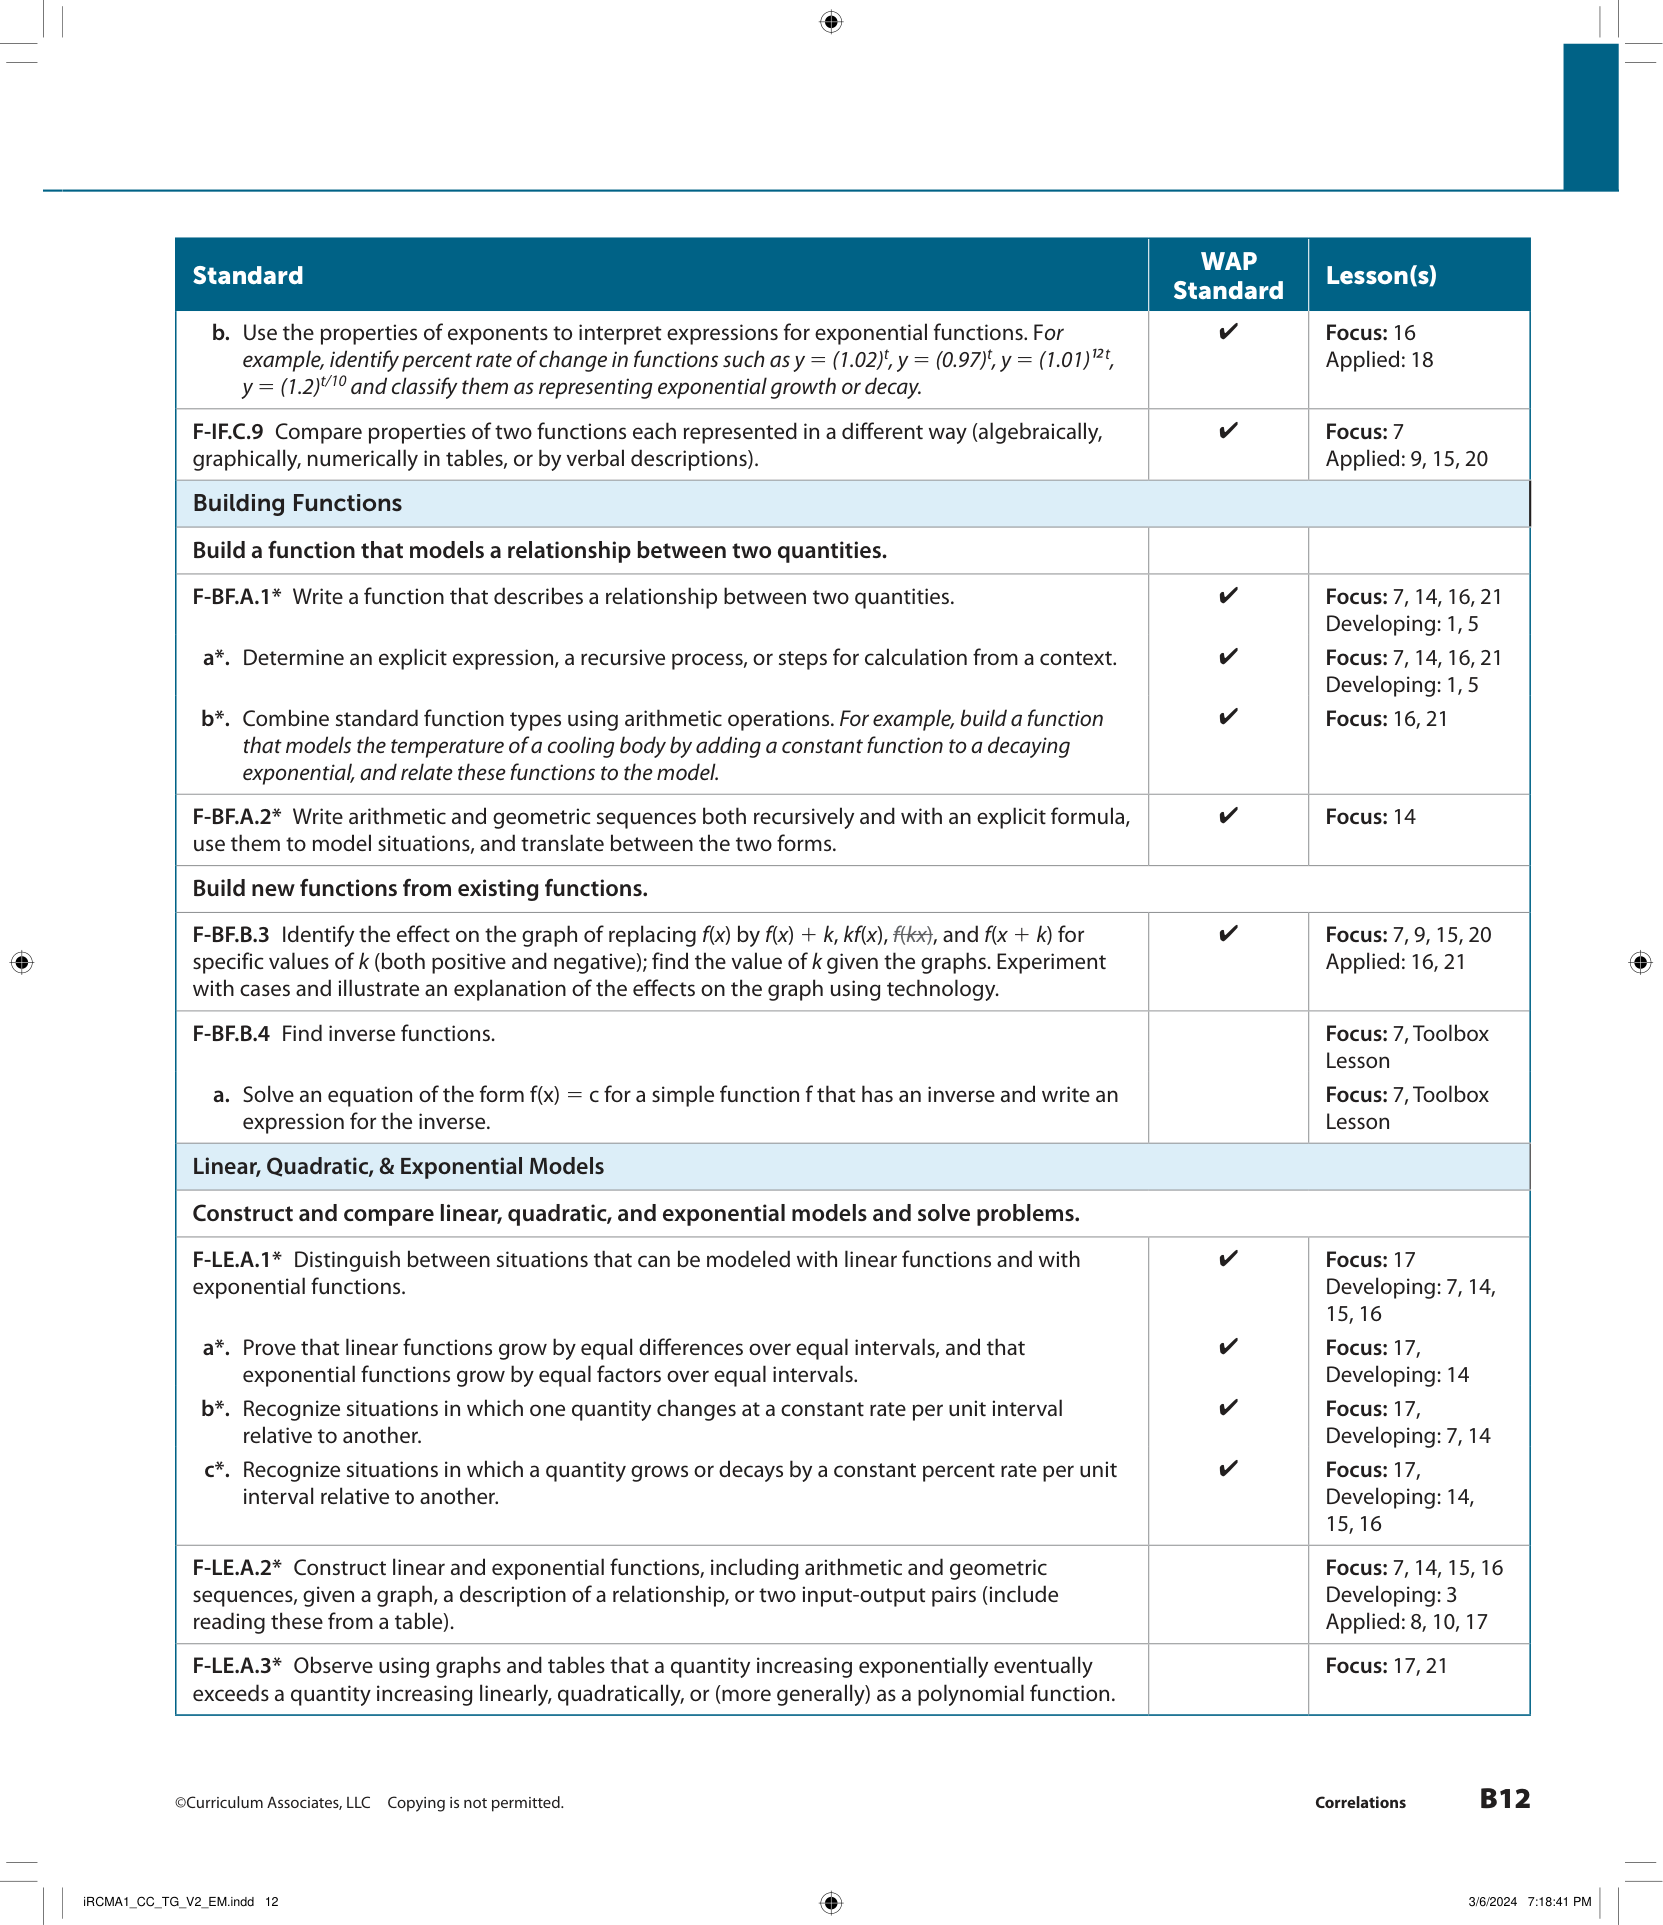 Standard
WAP
Standard
Lesson(s)
b. Use the properties of exponents to interpret expressions for exponential functions. For
example, identify percent rate of change in functions such as y = (1.02)ᵗ, y = (0.97)ᵗ, y = (1.01)¹²ᵗ,
y = (1.2)ᵗ/¹⁰ and classify them as representing exponential growth or decay.
✔
Focus: 16
Applied: 18
F-IF.C.9 Compare properties of two functions each represented in a different way (algebraically,
graphically, numerically in tables, or by verbal descriptions).
✔
Focus: 7
Applied: 9, 15, 20
Building Functions
Build a function that models a relationship between two quantities.
F-BF.A.1* Write a function that describes a relationship between two quantities.
✔
Focus: 7, 14, 16, 21
Developing: 1, 5
a*. Determine an explicit expression, a recursive process, or steps for calculation from a context.
✔
Focus: 7, 14, 16, 21
Developing: 1, 5
b*. Combine standard function types using arithmetic operations. For example, build a function
that models the temperature of a cooling body by adding a constant function to a decaying
exponential, and relate these functions to the model.
✔
Focus: 16, 21
F-BF.A.2* Write arithmetic and geometric sequences both recursively and with an explicit formula,
use them to model situations, and translate between the two forms.
✔
Focus: 14
Build new functions from existing functions.
F-BF.B.3 Identify the effect on the graph of replacing f(x) by f(x) + k, kf(x), f(kx), and f(x + k) for
specific values of k (both positive and negative); find the value of k given the graphs. Experiment
with cases and illustrate an explanation of the effects on the graph using technology.
✔
Focus: 7, 9, 15, 20
Applied: 16, 21
F-BF.B.4 Find inverse functions.
Focus: 7, Toolbox
Lesson
a. Solve an equation of the form f(x) = c for a simple function f that has an inverse and write an
expression for the inverse.
Focus: 7, Toolbox
Lesson
Linear, Quadratic, & Exponential Models
Construct and compare linear, quadratic, and exponential models and solve problems.
F-LE.A.1* Distinguish between situations that can be modeled with linear functions and with
exponential functions.
✔
Focus: 17
Developing: 7, 14,
15, 16
a*. Prove that linear functions grow by equal differences over equal intervals, and that
exponential functions grow by equal factors over equal intervals.
✔
Focus: 17,
Developing: 14
b*. Recognize situations in which one quantity changes at a constant rate per unit interval
relative to another.
✔
Focus: 17,
Developing: 7, 14
c*. Recognize situations in which a quantity grows or decays by a constant percent rate per unit
interval relative to another.
✔
Focus: 17,
Developing: 14,
15, 16
F-LE.A.2* Construct linear and exponential functions, including arithmetic and geometric
sequences, given a graph, a description of a relationship, or two input-output pairs (include
reading these from a table).
Focus: 7, 14, 15, 16
Developing: 3
Applied: 8, 10, 17
F-LE.A.3* Observe using graphs and tables that a quantity increasing exponentially eventually
exceeds a quantity increasing linearly, quadratically, or (more generally) as a polynomial function.
Focus: 17, 21
©Curriculum Associates, LLC Copying is not permitted.
Correlations
B12
iRCMA1_CC_TG_V2_EM.indd 12
3/6/2024 7:18:41 PM